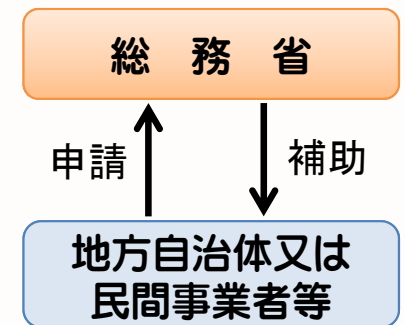 総務省
申請
補助
地方自治体又は
民間事業者等